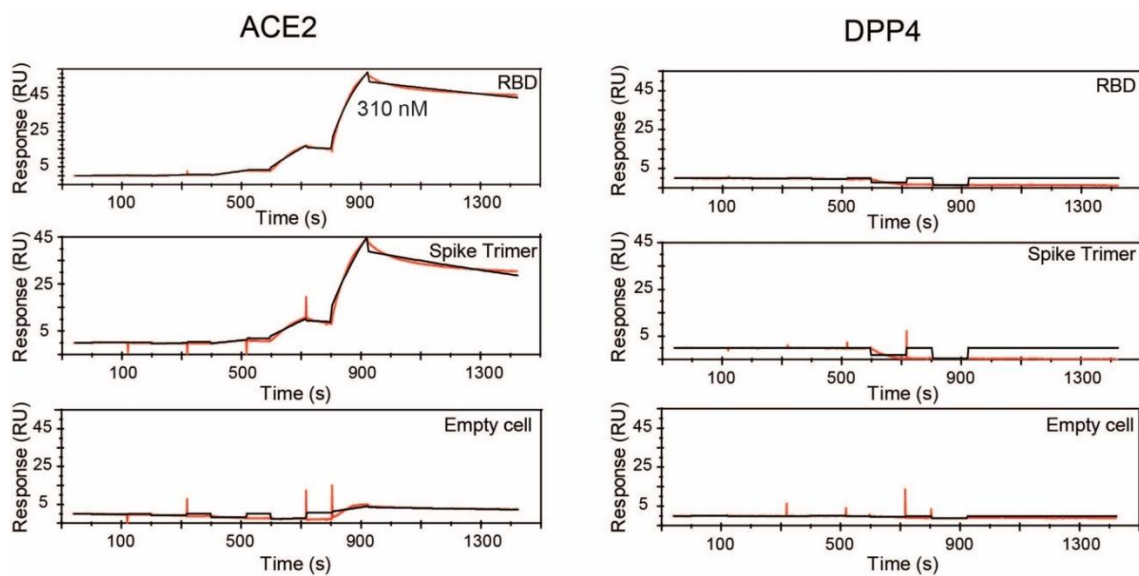 ACE2
DPP4
Response (RU)
45
25
5
RBD
310 nM
100 500 900 1300
Time (s)
Response (RU)
45
25
5
RBD
100 500 900 1300
Time (s)
Response (RU)
45
25
5
Spike Trimer
100 500 900 1300
Time (s)
Response (RU)
45
25
5
Spike Trimer
100 500 900 1300
Time (s)
Response (RU)
45
25
5
Empty cell
100 500 900 1300
Time (s)
Response (RU)
45
25
5
Empty cell
100 500 900 1300
Time (s)